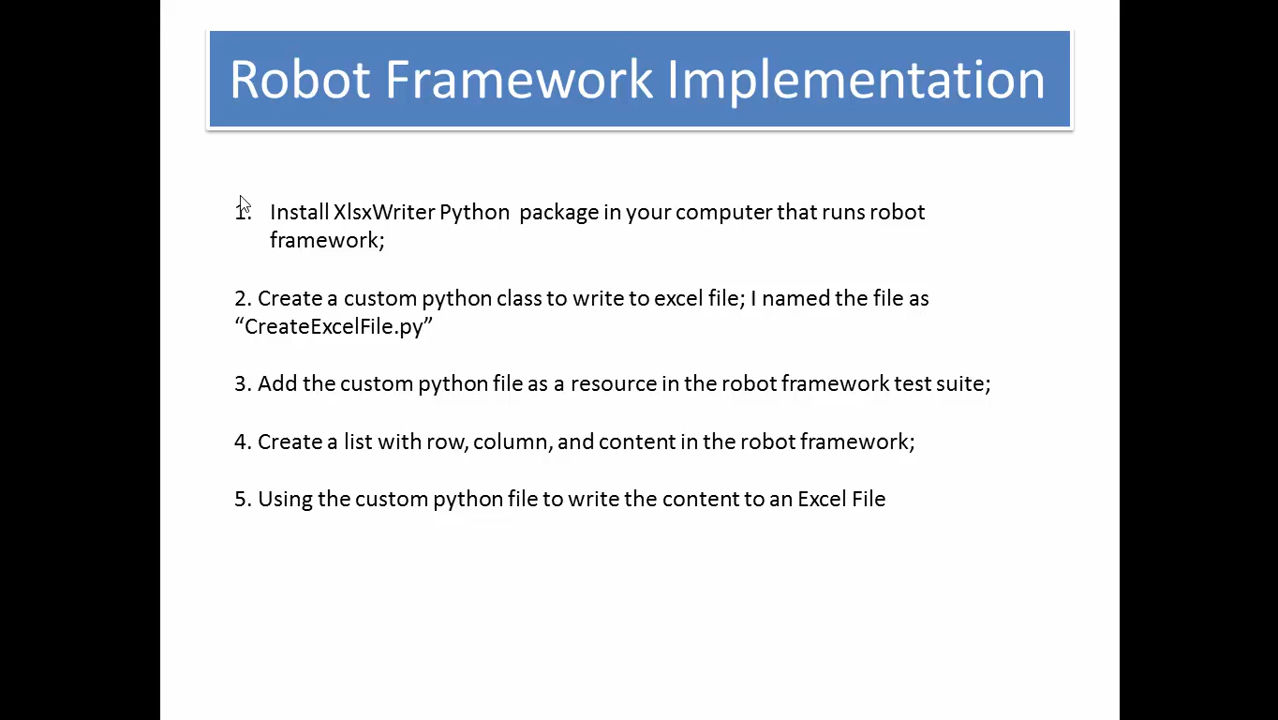 Robot Framework Implementation
1. Install XlsxWriter Python package in your computer that runs robot
framework;
2. Create a custom python class to write to excel file; I named the file as
“CreateExcelFile.py”
3. Add the custom python file as a resource in the robot framework test suite;
4. Create a list with row, column, and content in the robot framework;
5. Using the custom python file to write the content to an Excel File